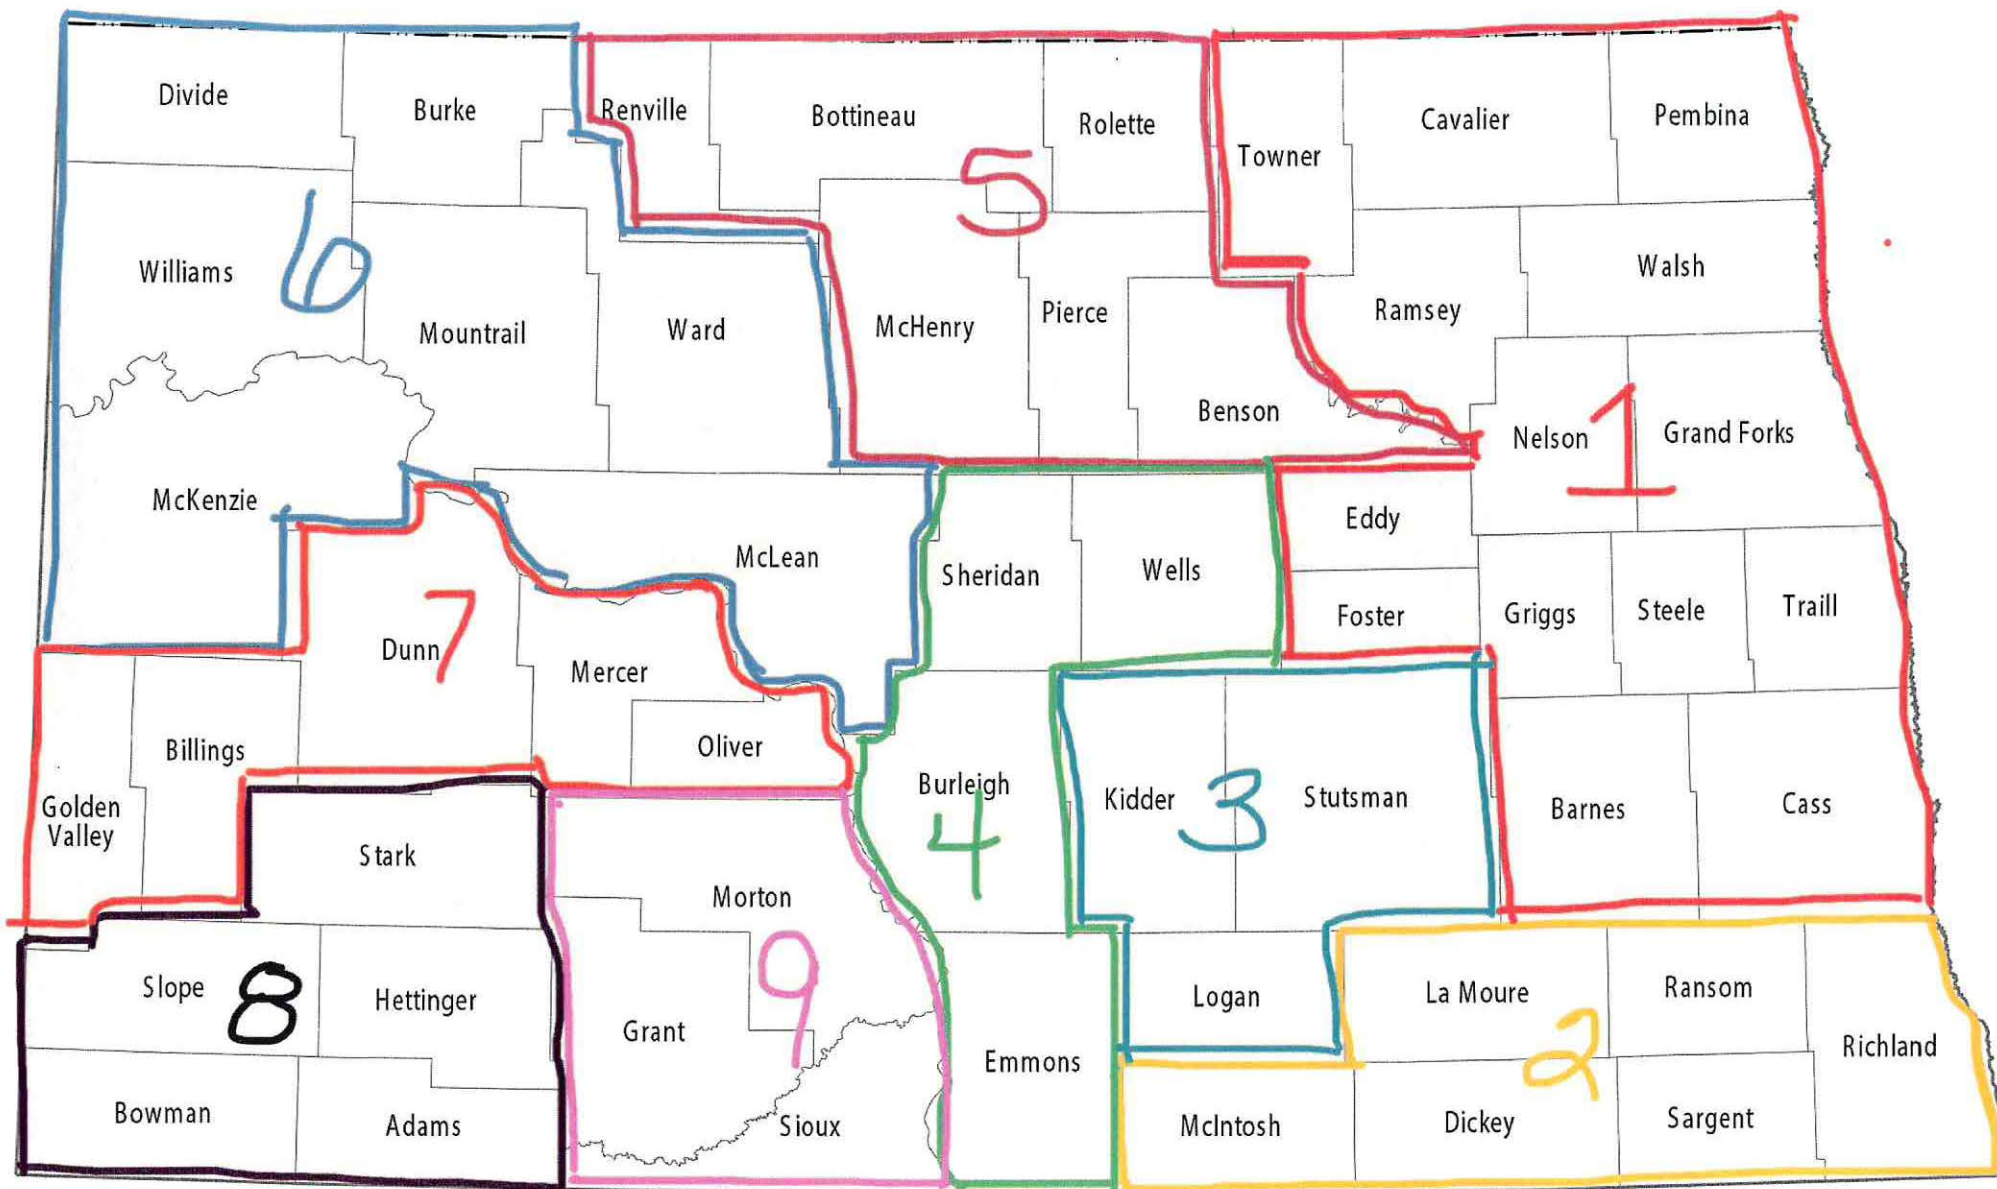 Divide
Burke
Renville
Bottineau
Rolette
Towner
Cavalier
Pembina
5
6
Williams
Mountrail
Ward
McHenry
Pierce
Ramsey
Walsh
Benson
Nelson
1
Grand Forks
McKenzie
McLean
Sheridan
Wells
Eddy
Foster
Griggs
Steele
Traill
7
Dunn
Mercer
Oliver
Billings
Golden
Valley
Stark
Burleigh
4
Kidder
3
Stutsman
Barnes
Cass
Morton
9
Slope
8
Hettinger
Grant
Emmons
Logan
La Moure
Ransom
Richland
2
Bowman
Adams
Sioux
McIntosh
Dickey
Sargent